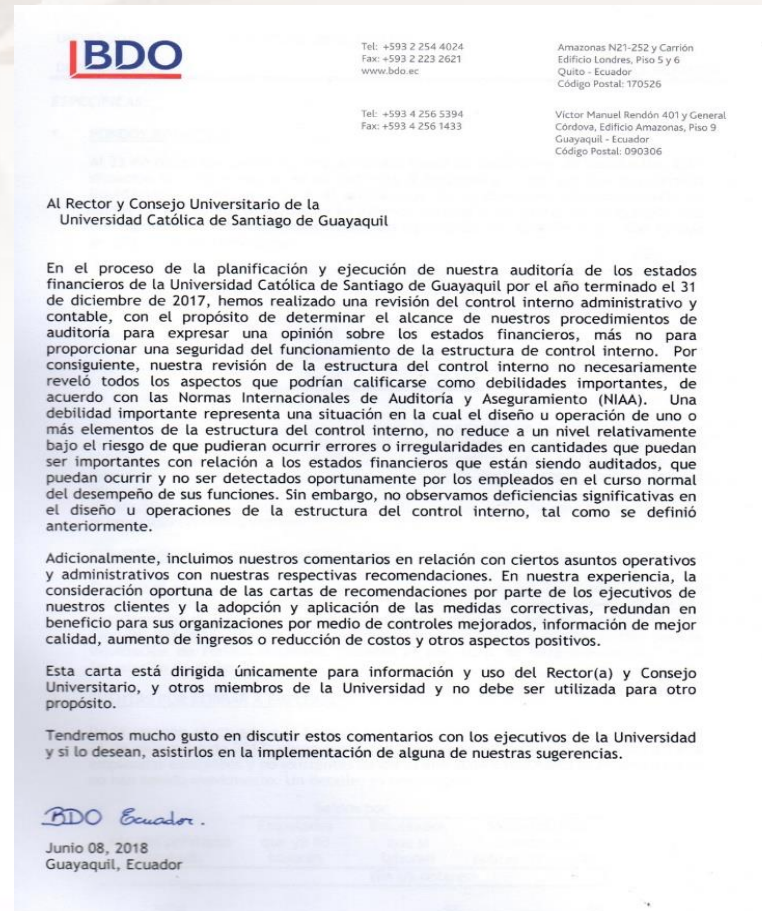 BDO
Tel: +593 2 254 4024
Fax: +593 2 223 2621
www.bdo.ec
Amazonas N21-252 y Carrión
Edificio Londres, Piso 5 y 6
Quito - Ecuador
Código Postal: 170526
Tel: +593 4 256 5394
Fax: +593 4 256 1433
Víctor Manuel Rendón 401 y General
Córdova, Edificio Amazonas, Piso 9
Guayaquil - Ecuador
Código Postal: 090306
Al Rector y Consejo Universitario de la
Universidad Católica de Santiago de Guayaquil
En el proceso de la planificación y ejecución de nuestra auditoría de los estados
financieros de la Universidad Católica de Santiago de Guayaquil por el año terminado el 31
de diciembre de 2017, hemos realizado una revisión del control interno administrativo y
contable, con el propósito de determinar el alcance de nuestros procedimientos de
auditoría para expresar una opinión sobre los estados financieros, más no para
proporcionar una seguridad del funcionamiento de la estructura de control interno. Por
consiguiente, nuestra revisión de la estructura del control interno no necesariamente
reveló todos los aspectos que podrían calificarse como debilidades importantes, de
acuerdo con las Normas Internacionales de Auditoría y Aseguramiento (NIAA). Una
debilidad importante representa una situación en la cual el diseño u operación de uno o
más elementos de la estructura del control interno, no reduce a un nivel relativamente
bajo el riesgo de que pudieran ocurrir errores o irregularidades en cantidades que puedan
ser importantes con relación a los estados financieros que están siendo auditados, que
puedan ocurrir y no ser detectados oportunamente por los empleados en el curso normal
del desempeño de sus funciones. Sin embargo, no observamos deficiencias significativas en
el diseño u operaciones de la estructura del control interno, tal como se definió
anteriormente.
Adicionalmente, incluimos nuestros comentarios en relación con ciertos asuntos operativos
y administrativos con nuestras respectivas recomendaciones. En nuestra experiencia, la
consideración oportuna de las cartas de recomendaciones por parte de los ejecutivos de
nuestros clientes y la adopción y aplicación de las medidas correctivas, redundan en
beneficio para sus organizaciones por medio de controles mejorados, información de mejor
calidad, aumento de ingresos o reducción de costos y otros aspectos positivos.
Esta carta está dirigida únicamente para información y uso del Rector(a) y Consejo
Universitario, y otros miembros de la Universidad y no debe ser utilizada para otro
propósito.
Tendremos mucho gusto en discutir estos comentarios con los ejecutivos de la Universidad
y si lo desean, asistirlos en la implementación de alguna de nuestras sugerencias.
BDO Ecuador.
Junio 08, 2018
Guayaquil, Ecuador